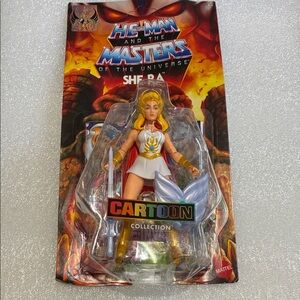 HE-MAN
AND THE
MASTERS
OF THE UNIVERSE
SHE-RA
CARTOON
COLLECTION
MATTEL